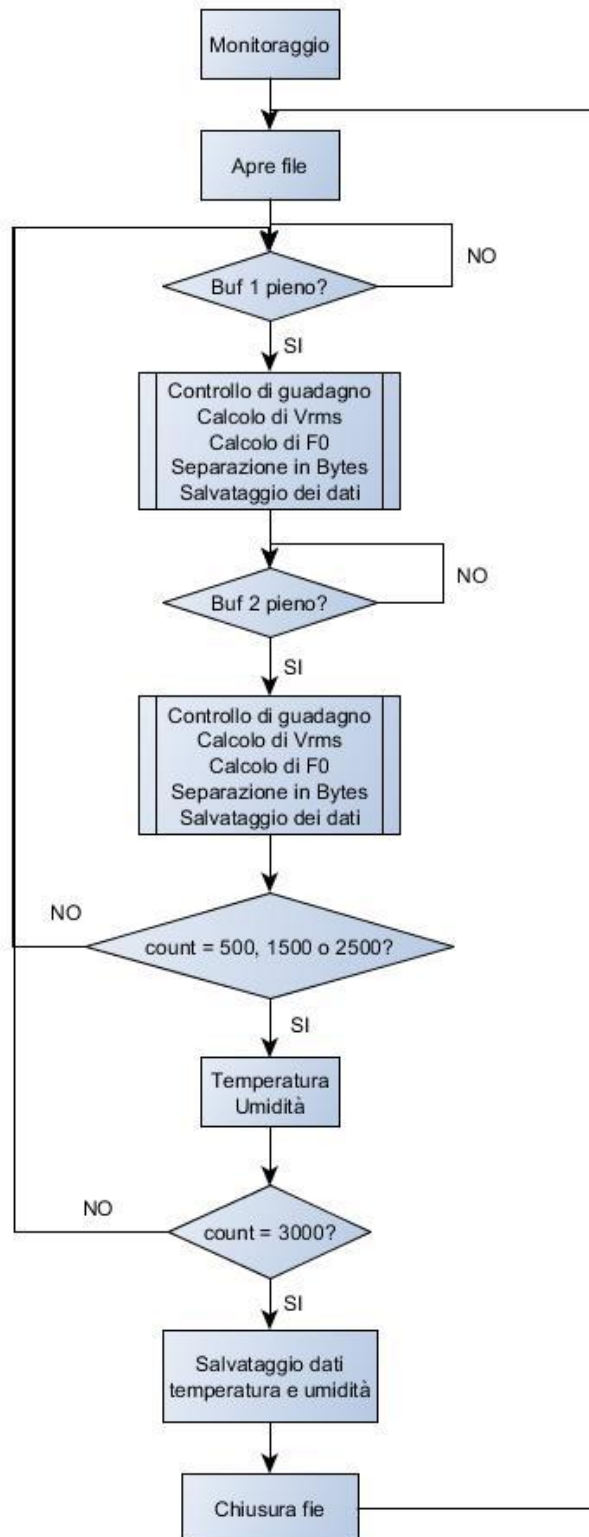 Monitoraggio
Apre file
NO
Buf 1 pieno?
SI
Controllo di guadagno
Calcolo di Vrms
Calcolo di F0
Separazione in Bytes
Salvataggio dei dati
NO
Buf 2 pieno?
SI
Controllo di guadagno
Calcolo di Vrms
Calcolo di F0
Separazione in Bytes
Salvataggio dei dati
NO
count = 500, 1500 o 2500?
SI
Temperatura
Umidità
NO
count = 3000?
SI
Salvataggio dati
temperatura e umidità
Chiusura fie